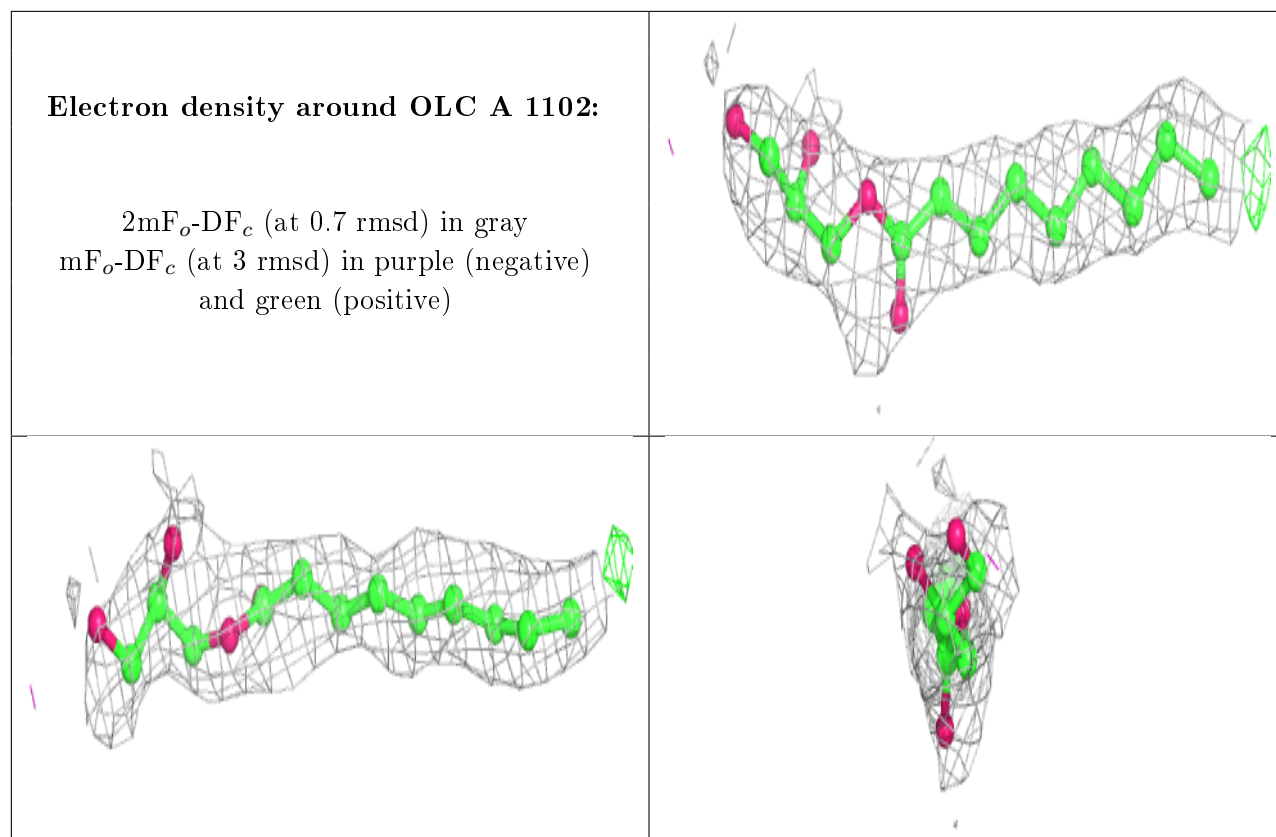 Electron density around OLC A 1102:
2mFo-DFc (at 0.7 rmsd) in gray
mFo-DFc (at 3 rmsd) in purple (negative)
and green (positive)